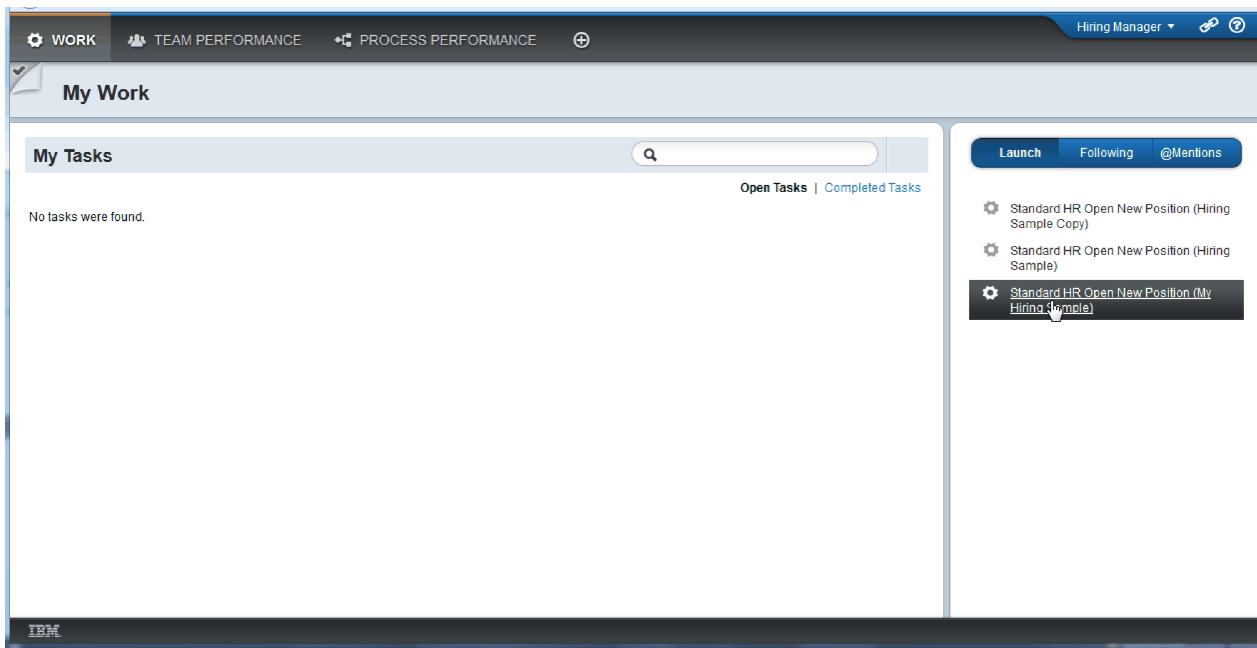 WORK TEAM PERFORMANCE PROCESS PERFORMANCE Hiring Manager
My Work
My Tasks
Open Tasks | Completed Tasks
No tasks were found.
Launch Following @Mentions
Standard HR Open New Position (Hiring
Sample Copy)
Standard HR Open New Position (Hiring
Sample)
Standard HR Open New Position (My
Hiring Sample)
IBM.